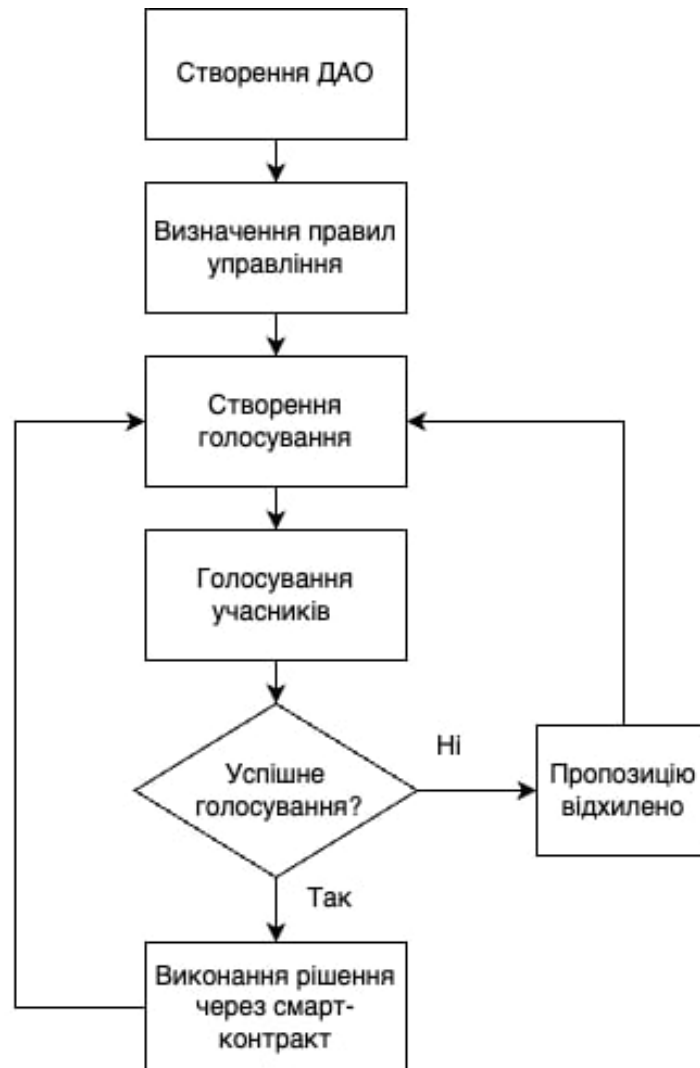 Створення ДАО
Визначення правил
управління
Створення
голосування
Голосування
учасників
Успішне
голосування?
Ні
Пропозицію
відхилено
Так
Виконання рішення
через смарт-
контракт